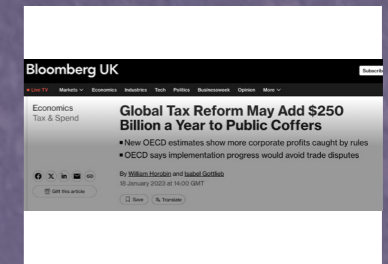 Bloomberg UK
Subscrib
Live TV Markets Economics Industries Tech Politics Businessweek Opinion More
Economics
Tax & Spend
Global Tax Reform May Add $250
Billion a Year to Public Coffers
New OECD estimates show more corporate profits caught by rules
OECD says implementation progress would avoid trade disputes
By William Horobin and Isabel Gottlieb
18 January 2023 at 14:00 GMT
Gift this article
Save Translate